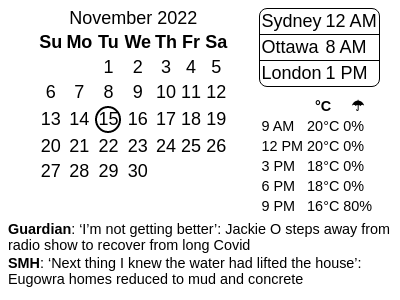 November 2022
Su Mo Tu We Th Fr Sa
1 2 3 4 5
6 7 8 9 10 11 12
13 14 15 16 17 18 19
20 21 22 23 24 25 26
27 28 29 30
Sydney 12 AM
Ottawa 8 AM
London 1 PM
°C ☂
9 AM 20°C 0%
12 PM 20°C 0%
3 PM 18°C 0%
6 PM 18°C 0%
9 PM 16°C 80%
Guardian: ‘I’m not getting better’: Jackie O steps away from
radio show to recover from long Covid
SMH: ‘Next thing I knew the water had lifted the house’:
Eugowra homes reduced to mud and concrete